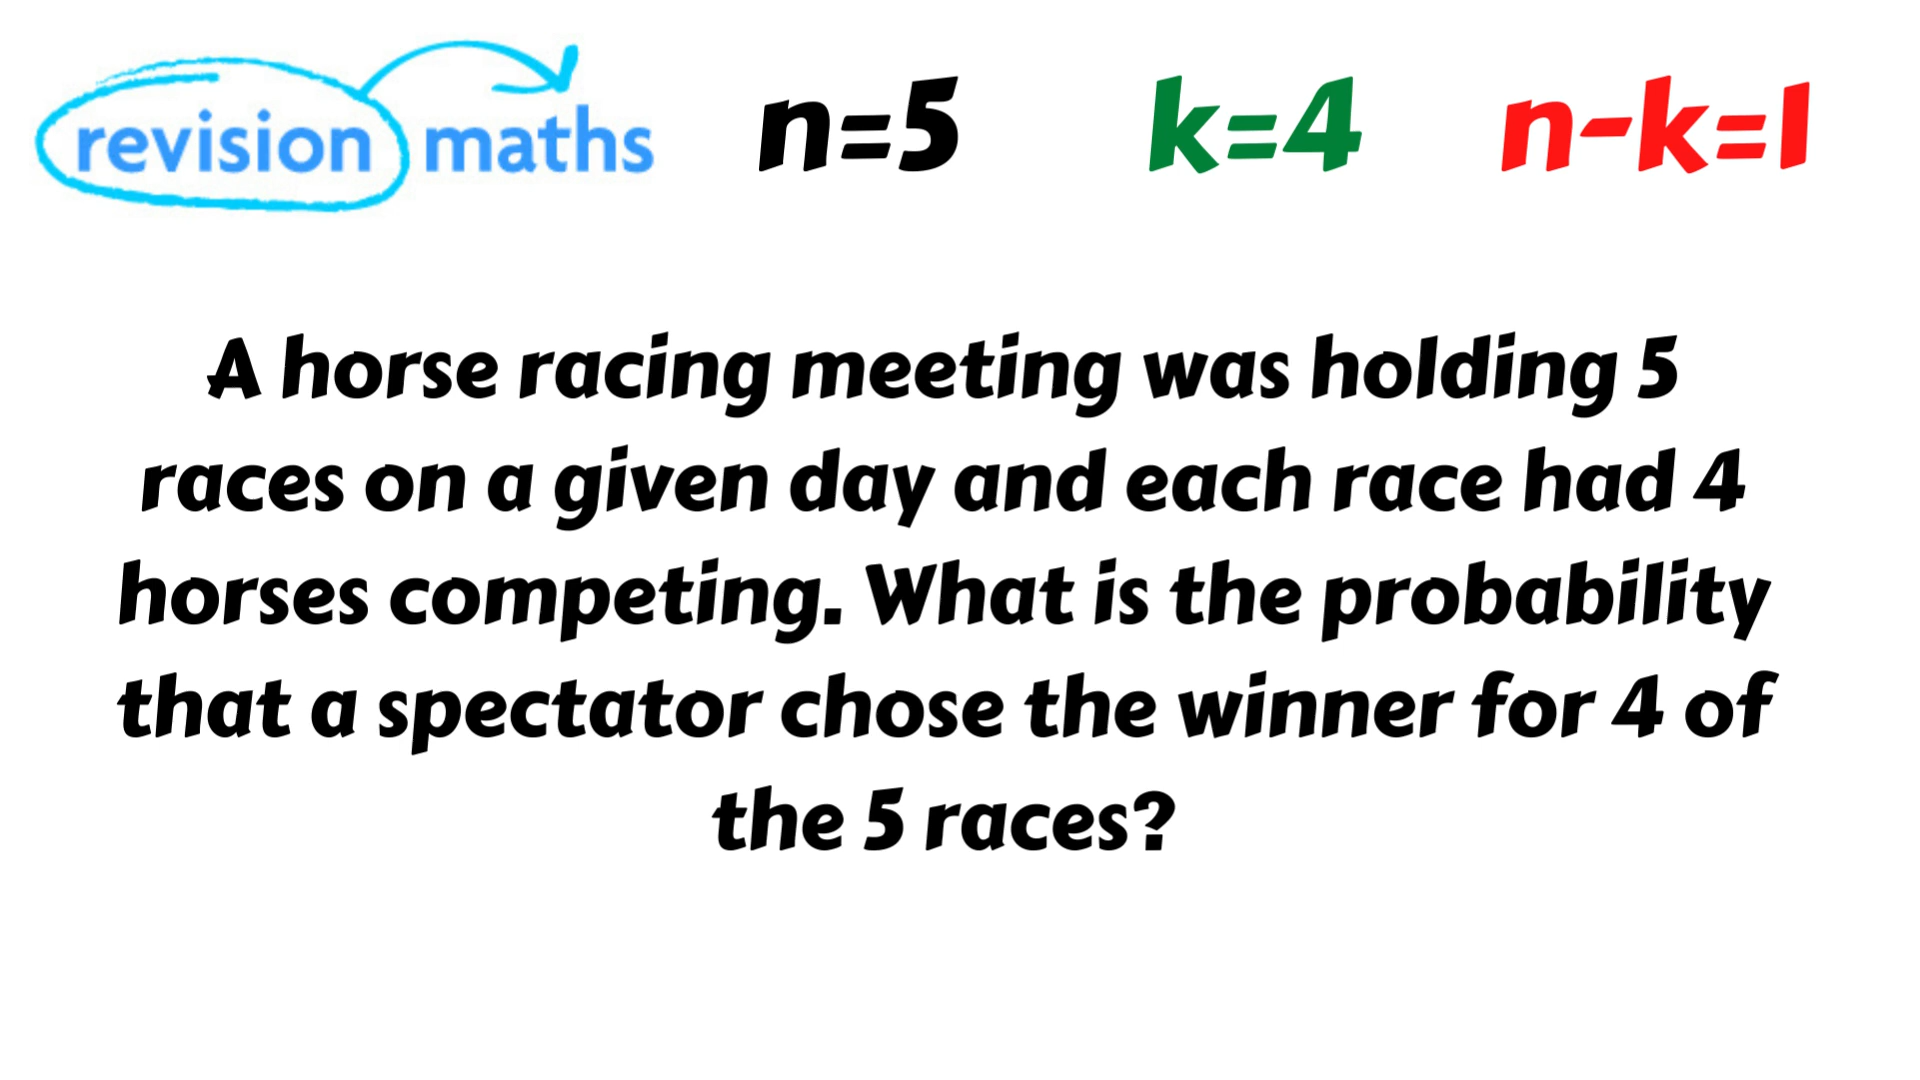 revision maths n=5 k=4 n-k=1
A horse racing meeting was holding 5
races on a given day and each race had 4
horses competing. What is the probability
that a spectator chose the winner for 4 of
the 5 races?